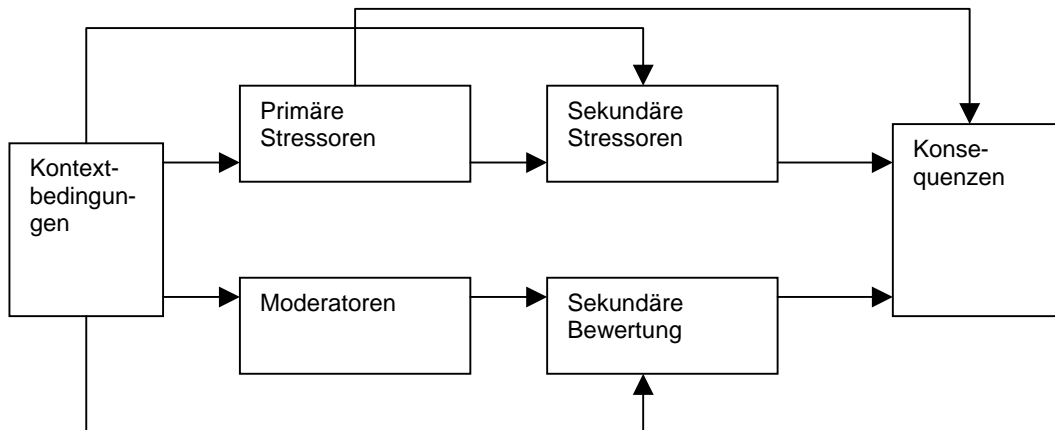 Kontext-
bedingun-
gen
Primäre
Stressoren
Sekundäre
Stressoren
Konse-
quenzen
Moderatoren
Sekundäre
Bewertung